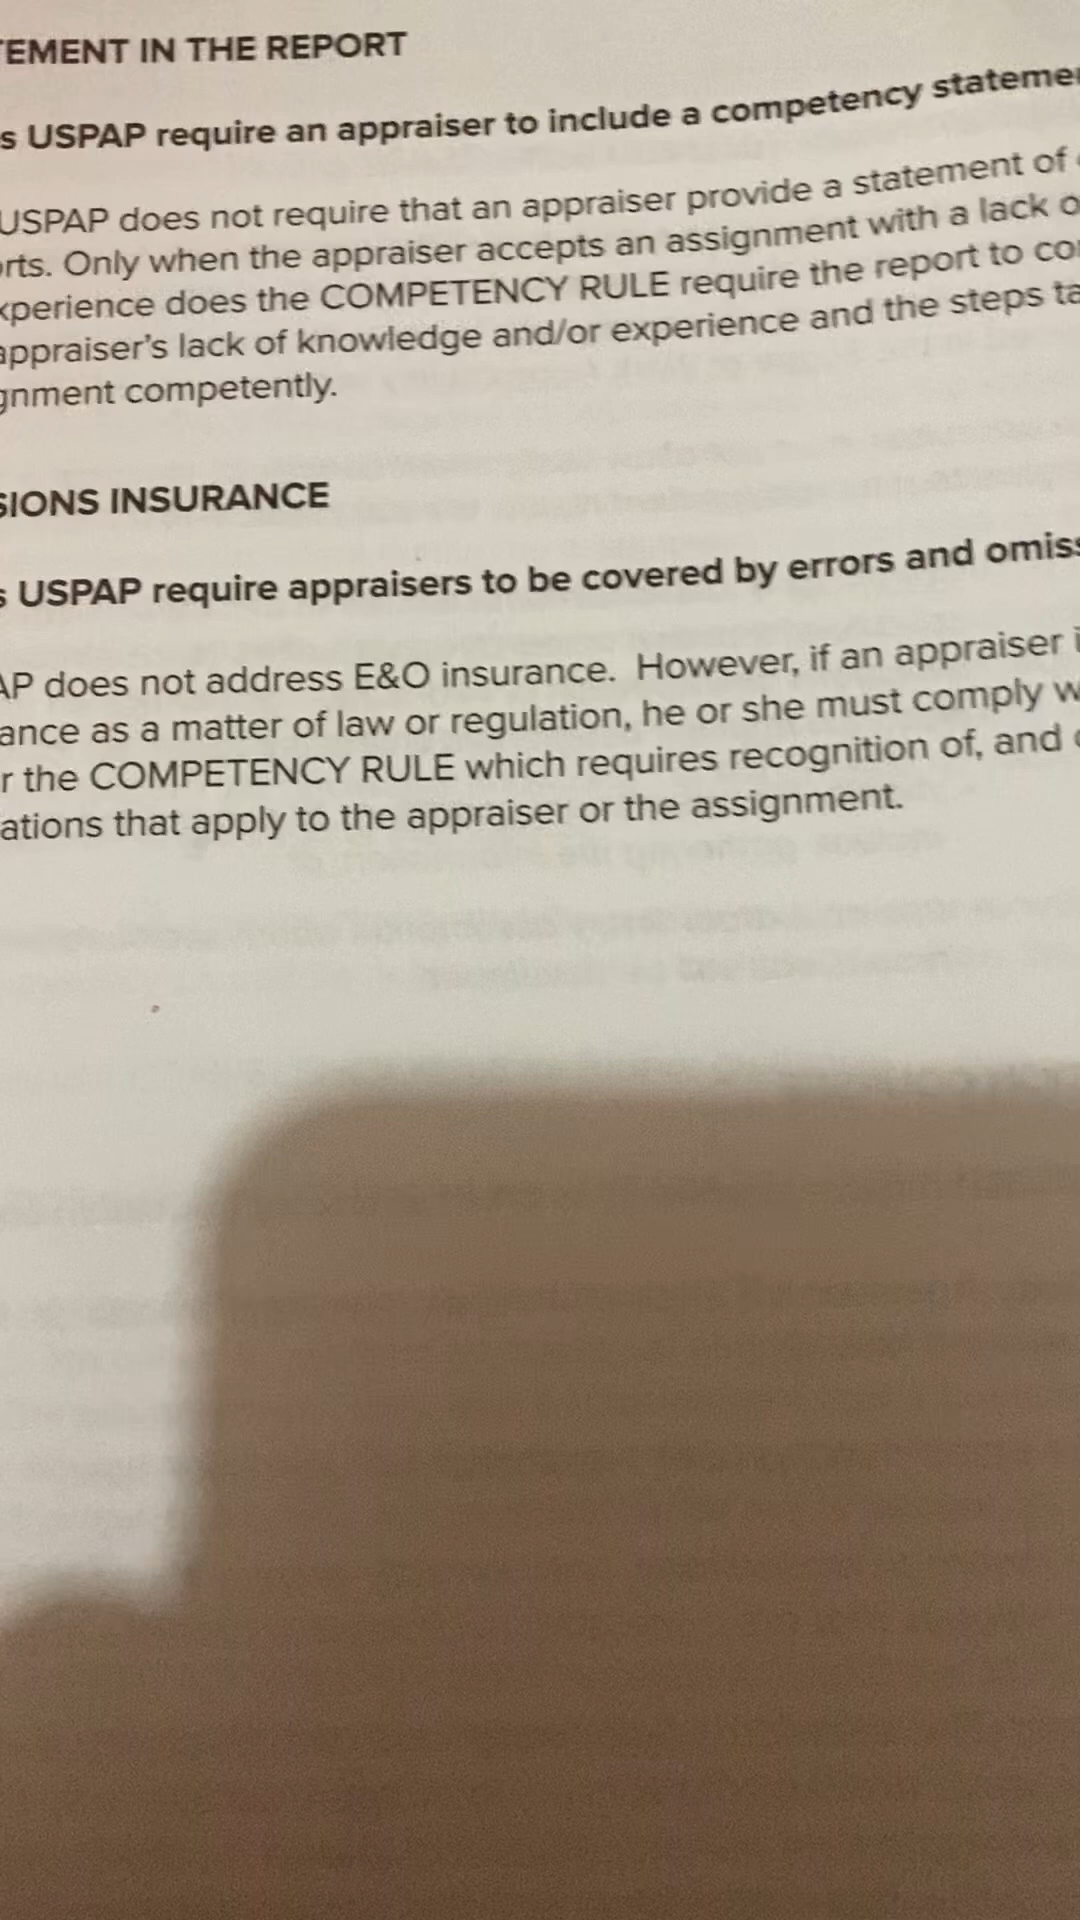 EMENT IN THE REPORT
s USPAP require an appraiser to include a competency stateme
USPAP does not require that an appraiser provide a statement of
rts. Only when the appraiser accepts an assignment with a lack o
xperience does the COMPETENCY RULE require the report to co
appraiser's lack of knowledge and/or experience and the steps ta
gnment competently.
SIONS INSURANCE
s USPAP require appraisers to be covered by errors and omiss
AP does not address E&O insurance. However, if an appraiser i
ance as a matter of law or regulation, he or she must comply w
r the COMPETENCY RULE which requires recognition of, and
ations that apply to the appraiser or the assignment.